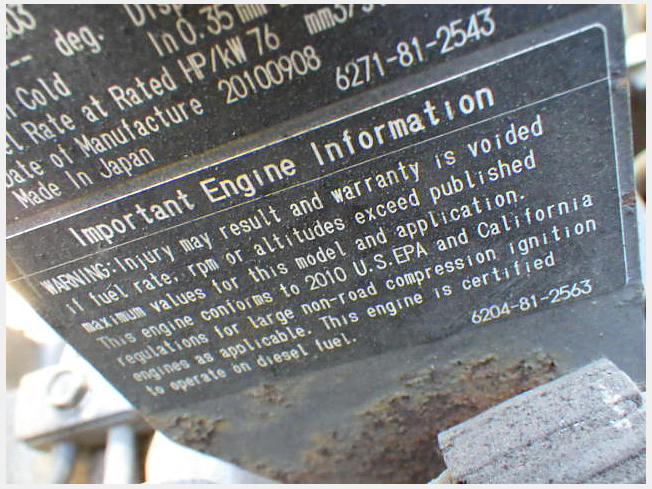 deg.
In 0.35 mm
n Cold
el Rate at Rated HP/kW 76
Date of Manufacture 20100908
Made In Japan
6271-81-2543
Important Engine Information
WARNING: Injury may result and warranty is voided
if fuel rate, rpm or altitudes exceed published
maximum values for this model and application.
This engine conforms to 2010 U.S.EPA and California
regulations for large non-road compression ignition
engines as applicable. This engine is certified
to operate on diesel fuel.
6204-81-2563